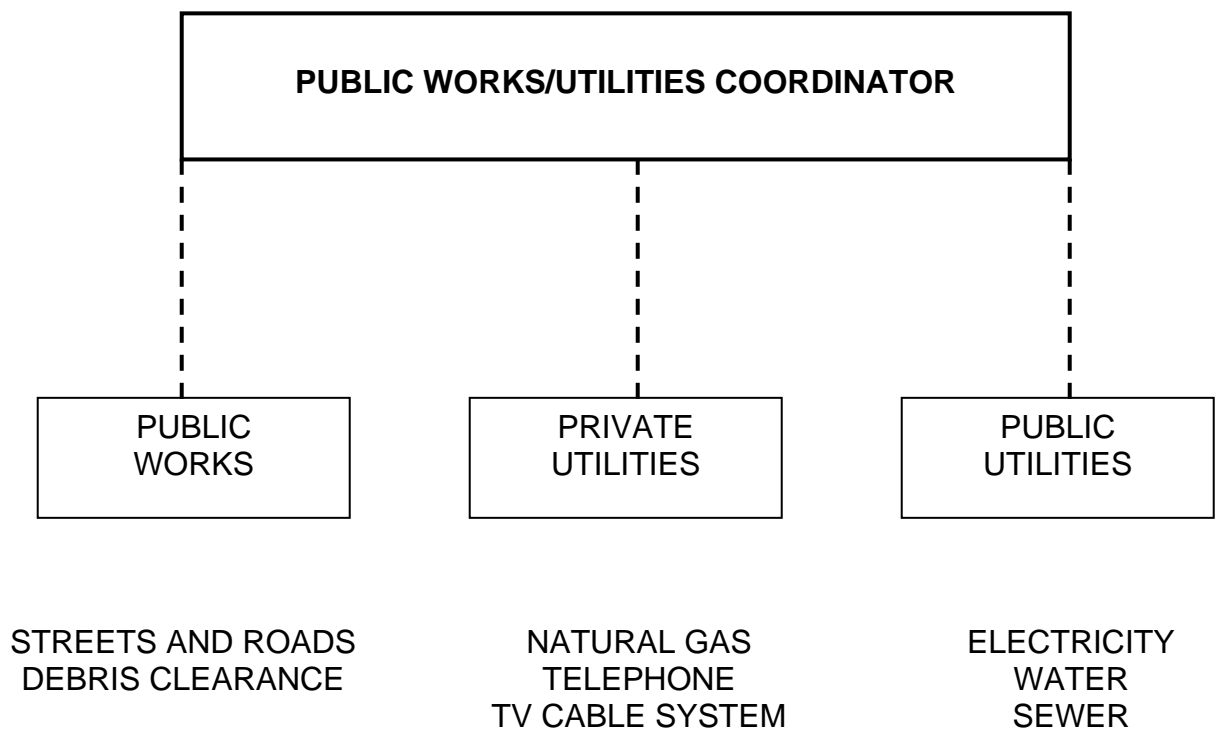 PUBLIC WORKS/UTILITIES COORDINATOR
PUBLIC
WORKS
PRIVATE
UTILITIES
PUBLIC
UTILITIES
STREETS AND ROADS
DEBRIS CLEARANCE
NATURAL GAS
TELEPHONE
TV CABLE SYSTEM
ELECTRICITY
WATER
SEWER